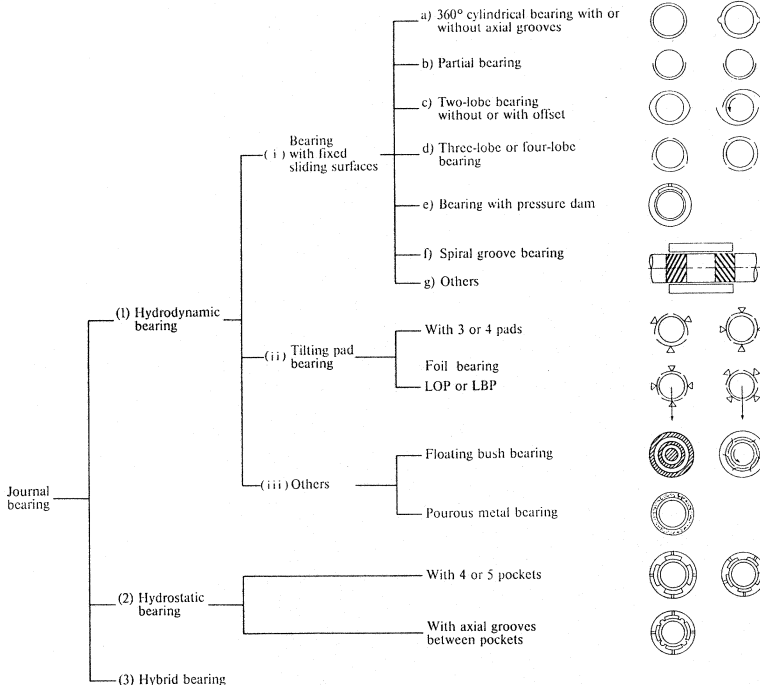 a) 360° cylindrical bearing with or
without axial grooves
b) Partial bearing
c) Two-lobe bearing
without or with offset
Bearing
(i) with fixed
sliding surfaces
d) Three-lobe or four-lobe
bearing
e) Bearing with pressure dam
f) Spiral groove bearing
g) Others
(1) Hydrodynamic
bearing
(ii) Tilting pad
bearing
With 3 or 4 pads
Foil bearing
LOP or LBP
(iii) Others
Floating bush bearing
Pourous metal bearing
Journal
bearing
(2) Hydrostatic
bearing
With 4 or 5 pockets
With axial grooves
between pockets
(3) Hybrid bearing